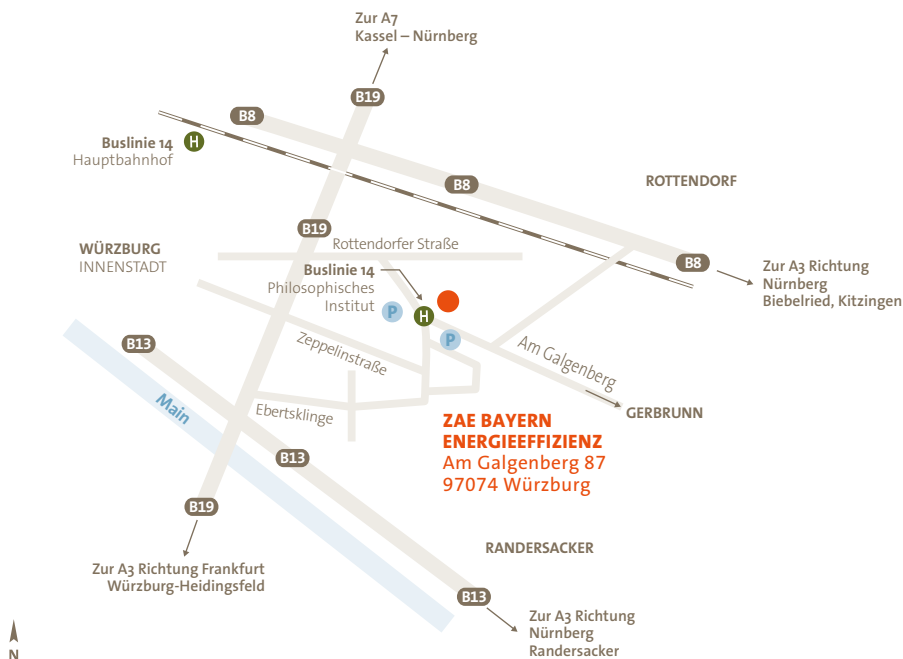 Zur A7
Kassel – Nürnberg
B19
B8
Buslinie 14
Hauptbahnhof
H
B8
ROTTENDORF
B19
Rottendorfer Straße
WÜRZBURG
INNENSTADT
B8
Zur A3 Richtung
Nürnberg
Biebelried, Kitzingen
Buslinie 14
Philosophisches
Institut
P
H
P
B13
Zeppelinstraße
Am Galgenberg
Main
Ebertsklinge
GERBRUNN
ZAE BAYERN
ENERGIEEFFIZIENZ
Am Galgenberg 87
97074 Würzburg
B13
B19
RANDERSACKER
Zur A3 Richtung Frankfurt
Würzburg-Heidingsfeld
B13
Zur A3 Richtung
Nürnberg
Randersacker
N